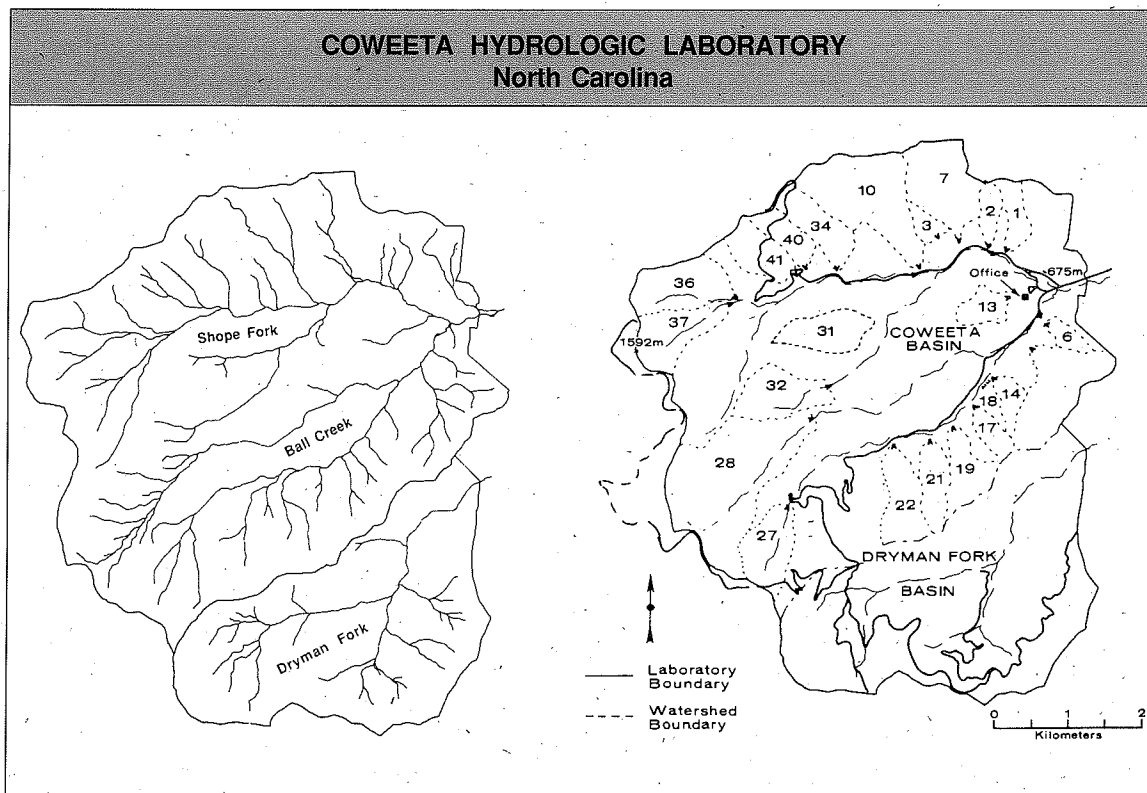 COWEETA HYDROLOGIC LABORATORY
North Carolina
Shope Fork
Ball Creek
Dryman Fork
10
7
34
3
2
1
40
41
36
37
1592m
Office
675m
13
31
COWEETA
BASIN
6
32
18
14
17
28
19
21
22
27
DRYMAN FORK
BASIN
Laboratory
Boundary
Watershed
Boundary
0 1 2
Kilometers